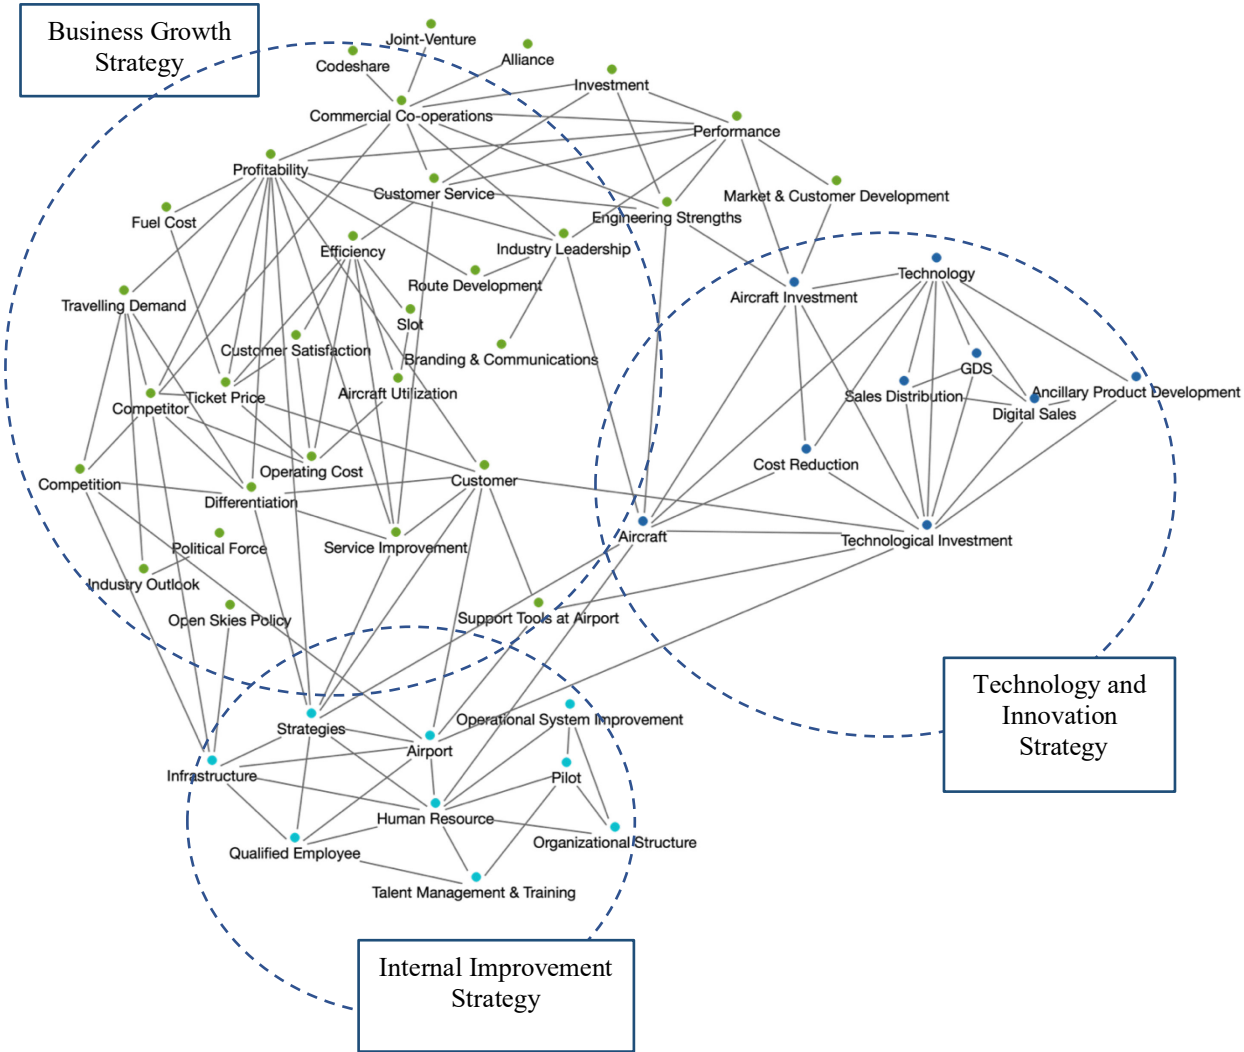 Business Growth
Strategy
Joint-Venture
Codeshare
Alliance
Investment
Commercial Co-operations
Performance
Profitability
Customer Service
Market & Customer Development
Fuel Cost
Engineering Strengths
Efficiency
Industry Leadership
Technology
Route Development
Aircraft Investment
Travelling Demand
Slot
Customer Satisfaction
Branding & Communications
GDS
Ticket Price
Aircraft Utilization
Sales Distribution
Ancillary Product Development
Competitor
Digital Sales
Operating Cost
Cost Reduction
Competition
Customer
Differentiation
Aircraft
Technological Investment
Political Force
Service Improvement
Industry Outlook
Open Skies Policy
Support Tools at Airport
Technology and
Innovation
Strategy
Strategies
Operational System Improvement
Airport
Infrastructure
Pilot
Human Resource
Organizational Structure
Qualified Employee
Talent Management & Training
Internal Improvement
Strategy